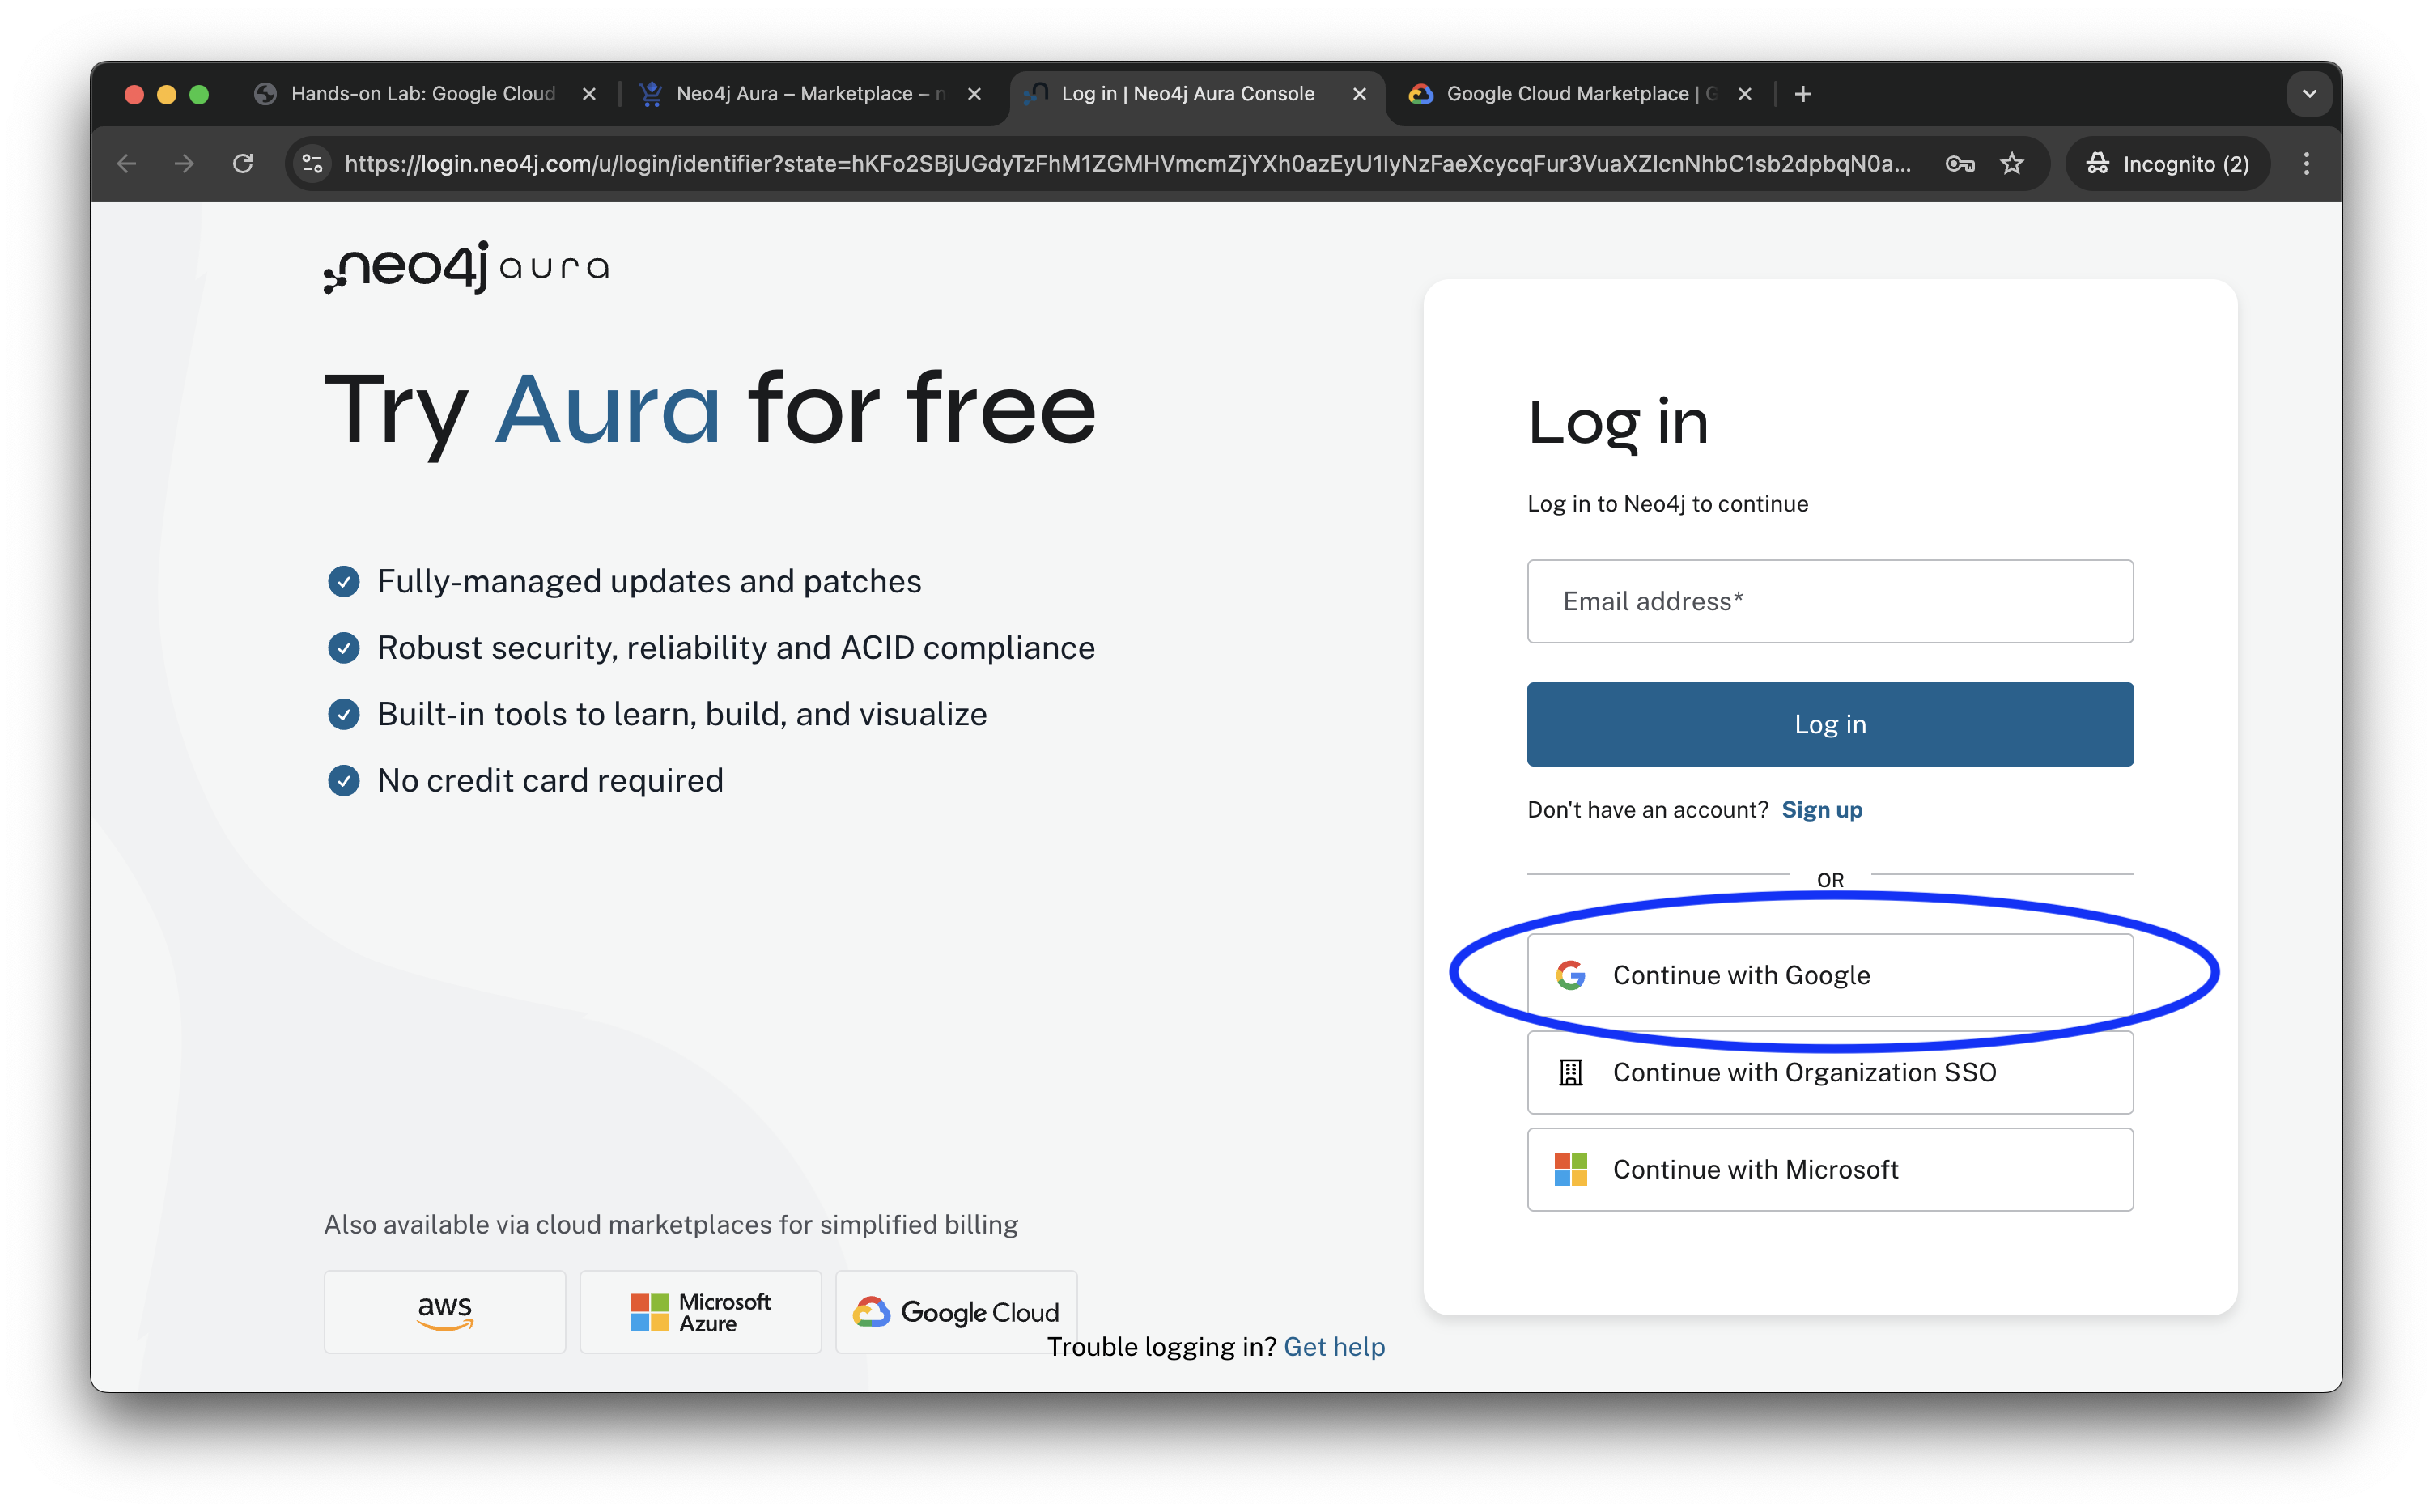 Hands-on Lab: Google Cloud
Neo4j Aura – Marketplace – n
Log in | Neo4j Aura Console
Google Cloud Marketplace | G
https://login.neo4j.com/u/login/identifier?state=hKFo2SBjUGdyTzFhM1ZGMHVmcmZjYXh0azEyU1lyNzFaeXcycqFur3VuaXZlcnNhbC1sb2dpbqN0a...
Incognito (2)
neo4j aura
Try Aura for free
Fully-managed updates and patches
Robust security, reliability and ACID compliance
Built-in tools to learn, build, and visualize
No credit card required
Also available via cloud marketplaces for simplified billing
aws
Microsoft
Azure
Google Cloud
Log in
Log in to Neo4j to continue
Email address*
Log in
Don't have an account? Sign up
OR
Continue with Google
Continue with Organization SSO
Continue with Microsoft
Trouble logging in? Get help